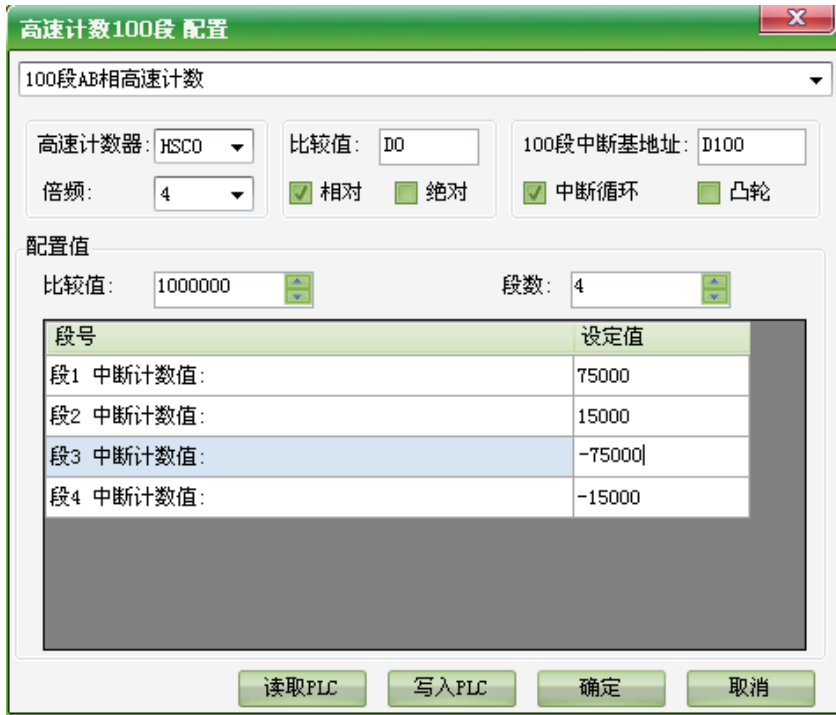 高速计数100段 配置
100段AB相高速计数
高速计数器: HSC0 比较值: D0 100段中断基地址: D100
倍频: 4 相对 绝对 中断循环 凸轮
配置值
比较值: 1000000 段数: 4
段号 设定值
段1 中断计数值: 75000
段2 中断计数值: 15000
段3 中断计数值: -75000
段4 中断计数值: -15000
读取PLC 写入PLC 确定 取消